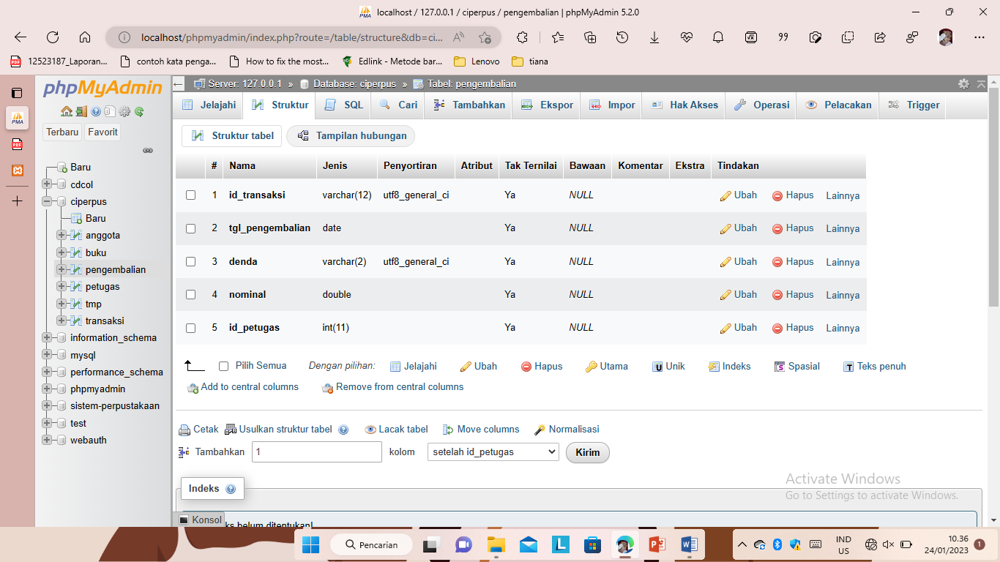 localhost / 127.0.0.1 / ciperpus / pengembalian | phpMyAdmin 5.2.0
localhost/phpmyadmin/index.php?route=/table/structure&db=ci...
12523187_Laporan... contoh kata penga... How to fix the most... Edlink - Metode bar... Lenovo tiana
phpMyAdmin
Terbaru Favorit
Baru
cdcol
ciperpus
Baru
anggota
buku
pengembalian
petugas
tmp
transaksi
information_schema
mysql
performance_schema
phpmyadmin
sistem-perpustakaan
test
webauth
Server: 127.0.0.1 » Database: ciperpus » Tabel: pengembalian
Jelajahi Struktur SQL Cari Tambahkan Ekspor Impor Hak Akses Operasi Pelacakan Trigger
Struktur tabel Tampilan hubungan
# Nama Jenis Penyortiran Atribut Tak Ternilai Bawaan Komentar Ekstra Tindakan
1 id_transaksi varchar(12) utf8_general_ci Ya NULL Ubah Hapus Lainnya
2 tgl_pengembalian date Ya NULL Ubah Hapus Lainnya
3 denda varchar(2) utf8_general_ci Ya NULL Ubah Hapus Lainnya
4 nominal double Ya NULL Ubah Hapus Lainnya
5 id_petugas int(11) Ya NULL Ubah Hapus Lainnya
Pilih Semua Dengan pilihan: Jelajahi Ubah Hapus Utama Unik Indeks Spasial Teks penuh
Add to central columns Remove from central columns
Cetak Usulkan struktur tabel Lacak tabel Move columns Normalisasi
Tambahkan 1 kolom setelah id_petugas Kirim
Indeks
Activate Windows
Go to Settings to activate Windows.
Konsol
belum ditentukan!
Pencarian
IND
US
10.36
24/01/2023
1